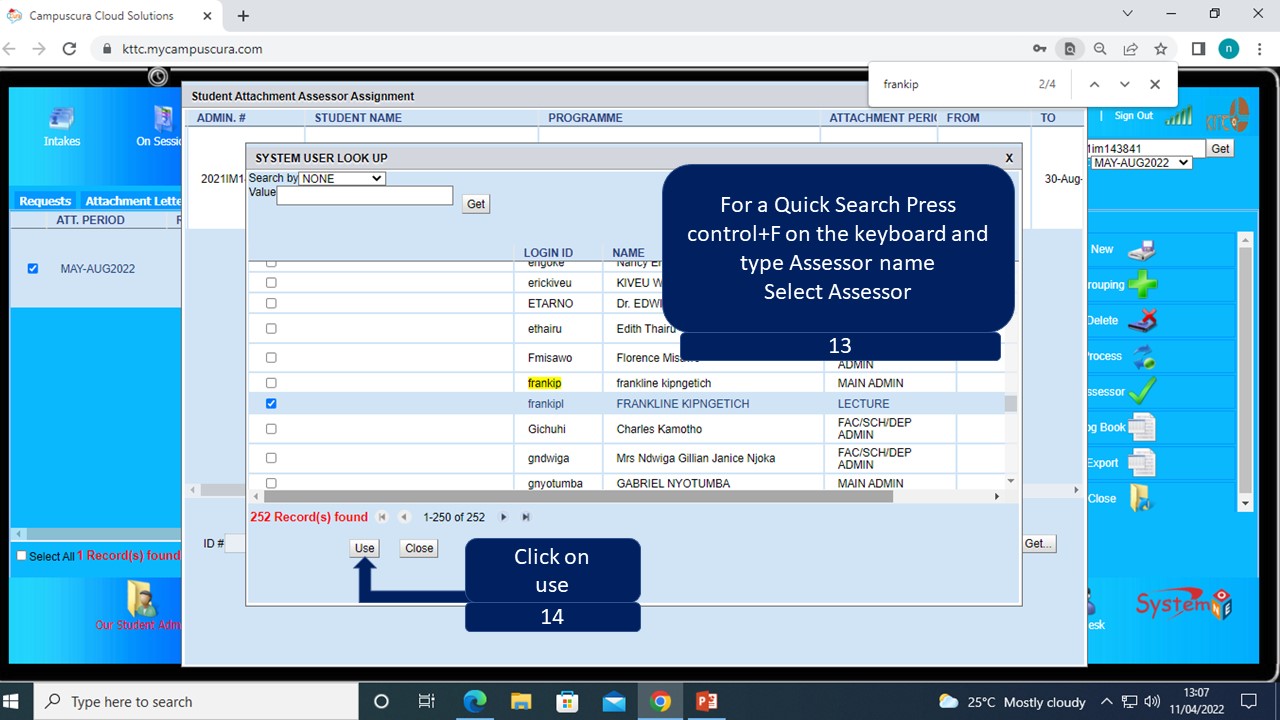 Campuscura Cloud Solutions
kttc.mycampuscura.com
n
frankip 2/4
Student Attachment Assessor Assignment
ADMIN. # STUDENT NAME PROGRAMME ATTACHMENT PERIO FROM TO
Sign Out
Intakes
On Sessio
SYSTEM USER LOOK UP X
Get
MAY-AUG2022
2021IM1
Search by NONE
30-Aug-
Value
Get
Requests Attachment Lette
ATT. PERIOD
MAY-AUG2022
For a Quick Search Press
control+F on the keyboard and
type Assessor name
Select Assessor
13
LOGIN ID NAME
erickiveu KIVEU W
ETARNO Dr. EDWI
ethairu Edith Thairu
Fmisawo Florence Misawo
ADMIN
frankip frankline kipngetich MAIN ADMIN
frankipl FRANKLINE KIPNGETICH LECTURE
Gichuhi Charles Kamotho FAC/SCH/DEP
ADMIN
gndwiga Mrs Ndwiga Gillian Janice Njoka FAC/SCH/DEP
ADMIN
gnyotumba GABRIEL NYOTUMBA MAIN ADMIN
New
rouping
Delete
Process
ssessor
og Book
Export
Close
252 Record(s) found 1-250 of 252
ID #
Get...
Use Close
Select All 1 Record(s) found
Click on
use
14
Our Student Adm
System NE
esk
Type here to search
25°C Mostly cloudy
13:07
11/04/2022